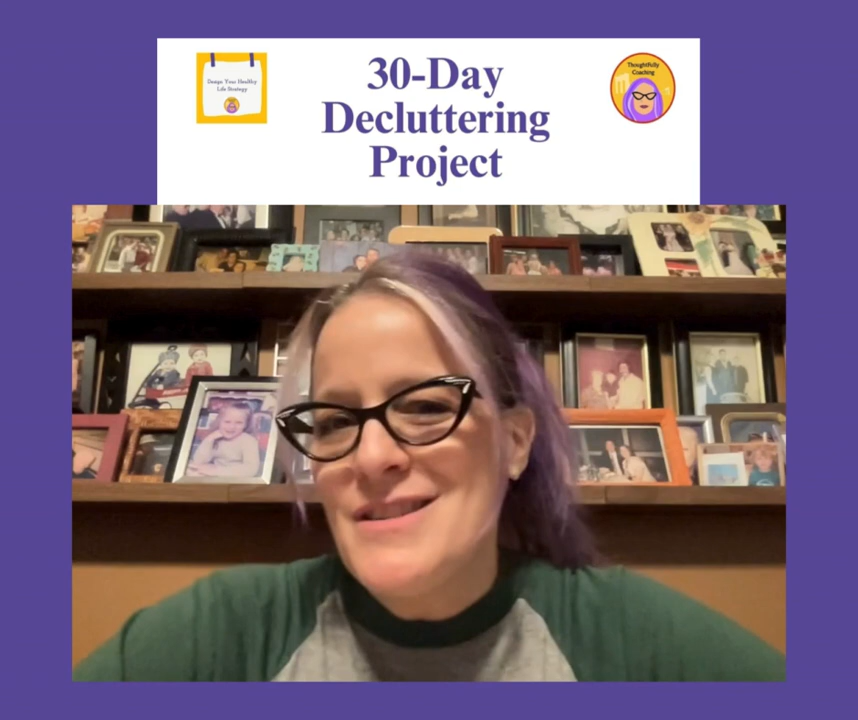 Design Your Healthy
Life Strategy
30-Day
Decluttering
Project
Thoughtfully
Coaching